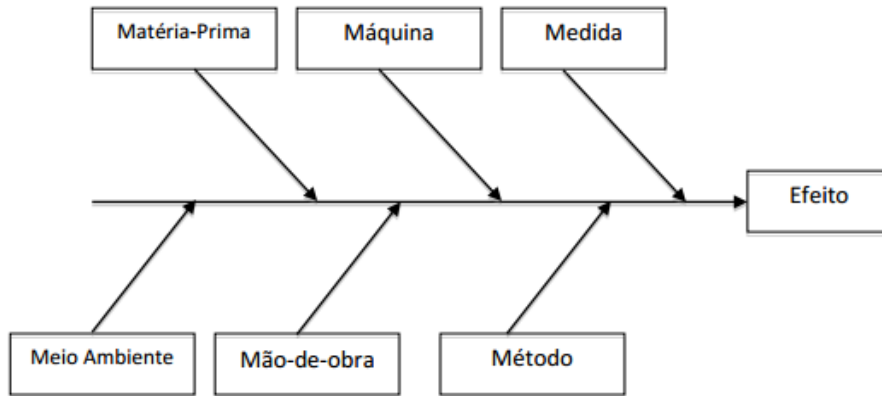 Matéria-Prima
Máquina
Medida
Efeito
Meio Ambiente
Mão-de-obra
Método